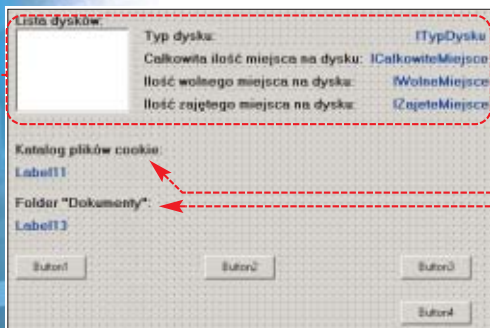 Lista dysków:
Typ dysku: lTypDysku
Całkowita ilość miejsca na dysku: lCalkowiteMiejsce
Ilość wolnego miejsca na dysku: lWolneMiejsce
Ilość zajętego miejsca na dysku: lZajeteMiejsce
Katalog plików cookie:
Label11
Folder "Dokumenty":
Label13
Button1 Button2 Button3
Button4